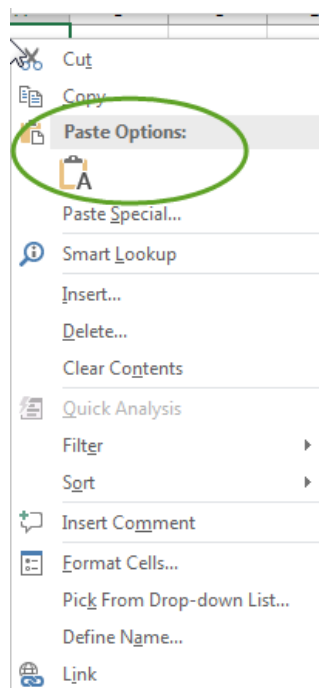 Cut
Copy
Paste Options:
A
Paste Special...
Smart Lookup
Insert...
Delete...
Clear Contents
Quick Analysis
Filter
Sort
Insert Comment
Format Cells...
Pick From Drop-down List...
Define Name...
Link